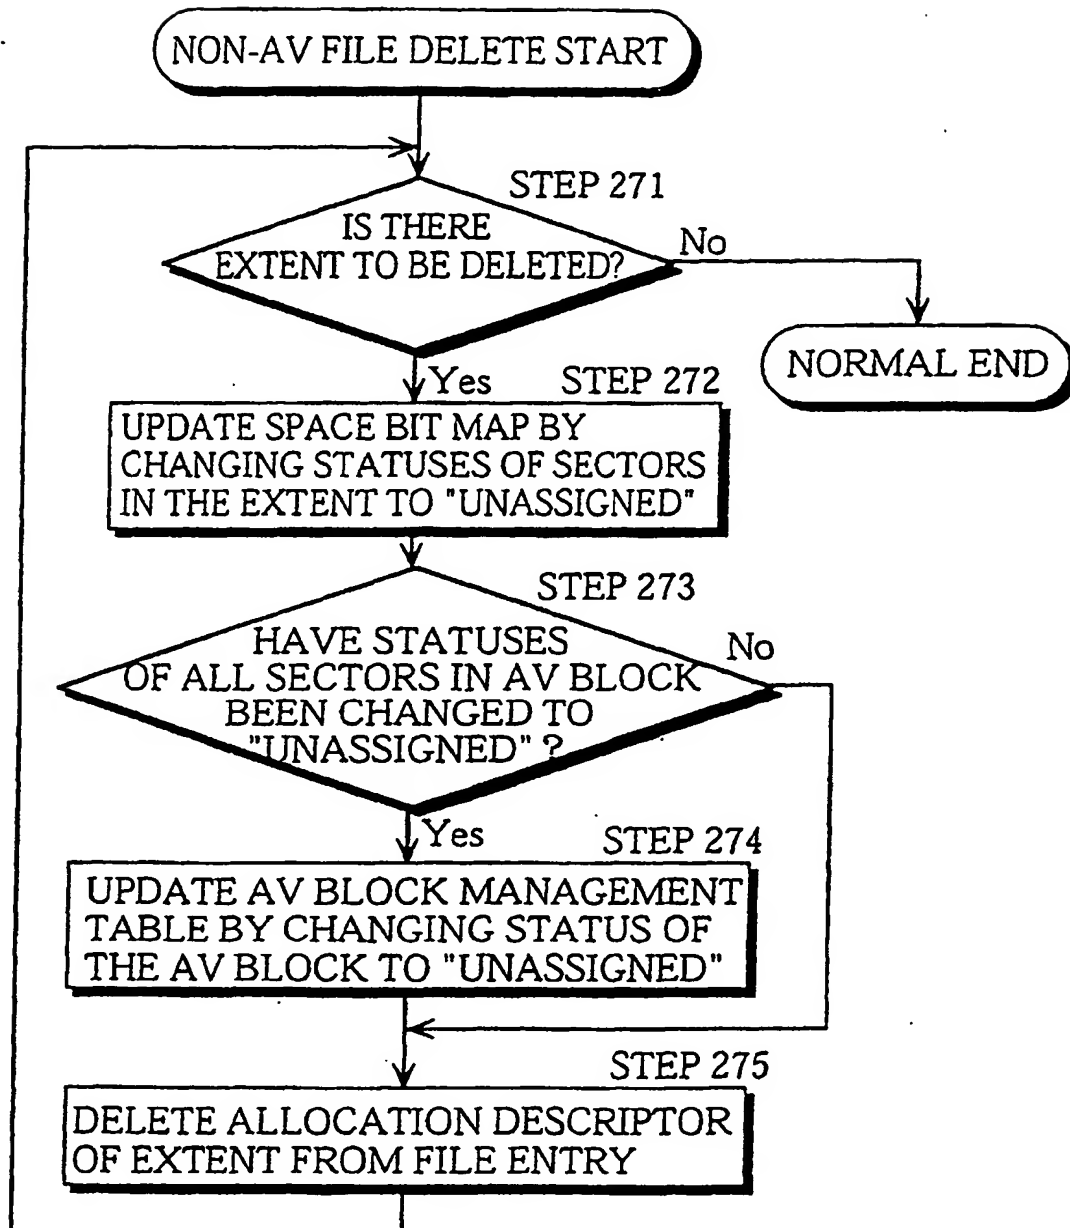 NON-AV FILE DELETE START
STEP 271
IS THERE
EXTENT TO BE DELETED?
No
NORMAL END
Yes
STEP 272
UPDATE SPACE BIT MAP BY
CHANGING STATUSES OF SECTORS
IN THE EXTENT TO "UNASSIGNED"
STEP 273
HAVE STATUSES
OF ALL SECTORS IN AV BLOCK
BEEN CHANGED TO
"UNASSIGNED" ?
No
Yes
STEP 274
UPDATE AV BLOCK MANAGEMENT
TABLE BY CHANGING STATUS OF
THE AV BLOCK TO "UNASSIGNED"
STEP 275
DELETE ALLOCATION DESCRIPTOR
OF EXTENT FROM FILE ENTRY